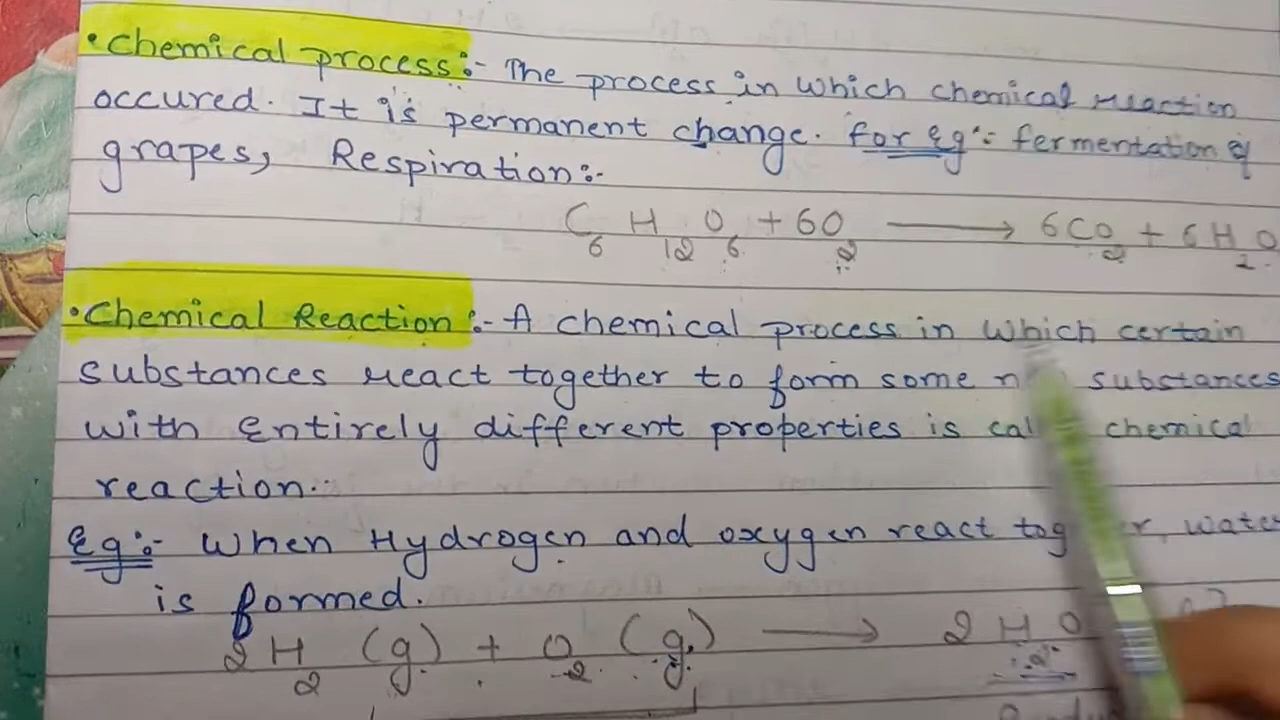 • Chemical process :- The process in which chemical reaction
occured. It is permanent change. for Eg:- fermentation of
grapes, Respiration:-
C6H12O6 + 6O2 ⟶ 6CO2 + 6H2O
• Chemical Reaction :- A chemical process in which certain
substances react together to form some substances
with entirely different properties is chemical
reaction.
Eg:- When Hydrogen and oxygen react water
is formed.
2H2 (g) + O2 (g) ⟶ 2H2O